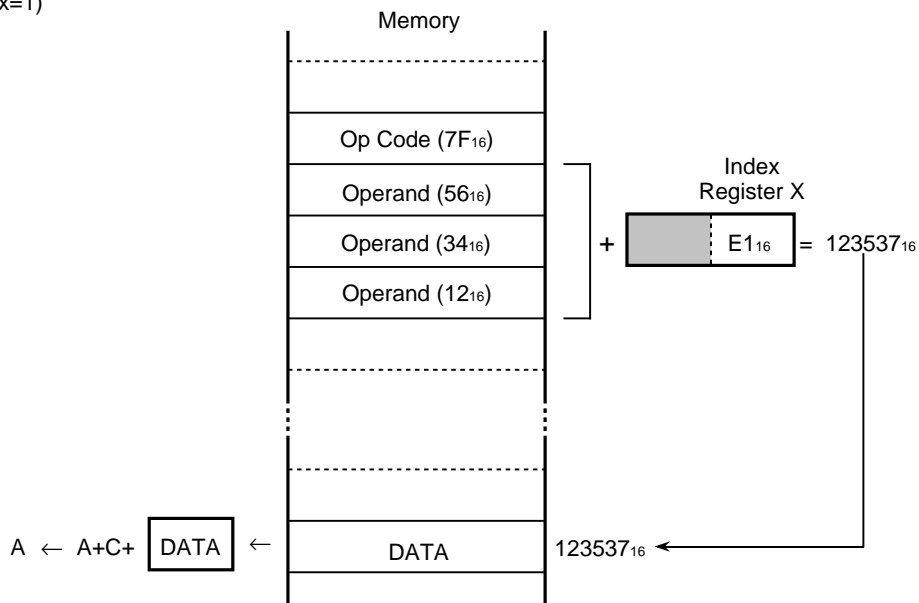 x=1)
Memory
Op Code (7F₁₆)
Operand (56₁₆)
Operand (34₁₆)
Operand (12₁₆)
Index
Register X
+ E1₁₆ = 123537₁₆
A ← A+C+ DATA ← DATA 123537₁₆